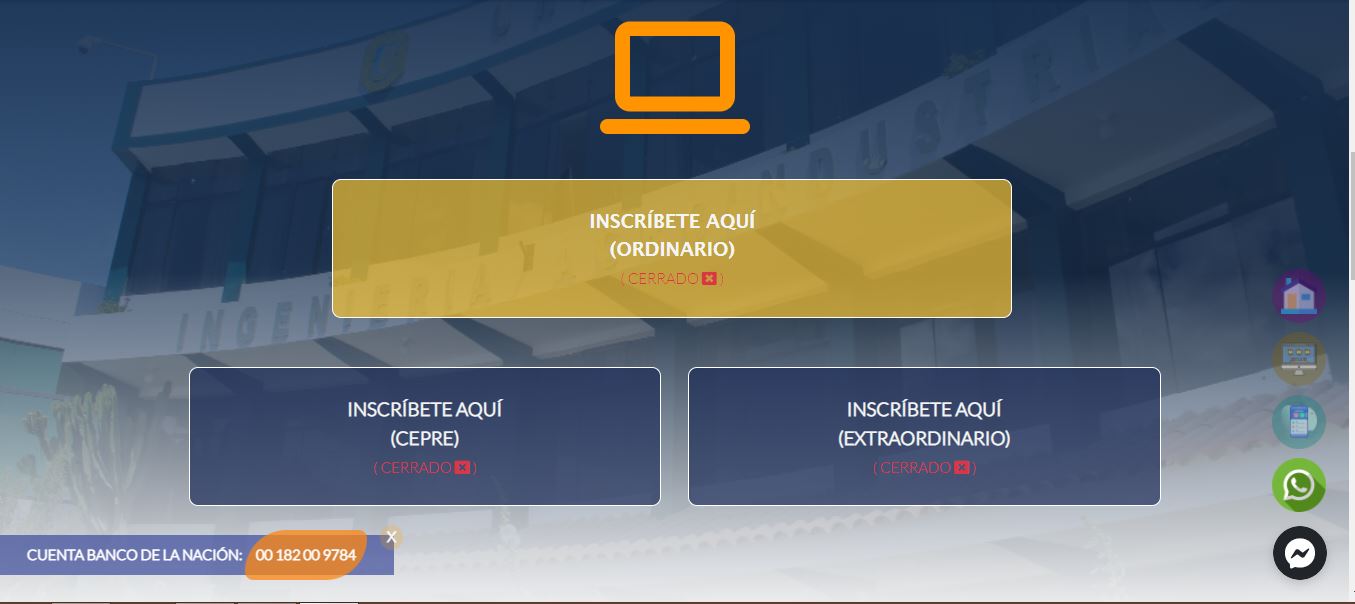 INDUSTRIA
INGENIERIA
INSCRÍBETE AQUÍ
(ORDINARIO)
( CERRADO )
INSCRÍBETE AQUÍ
(CEPRE)
( CERRADO )
INSCRÍBETE AQUÍ
(EXTRAORDINARIO)
( CERRADO )
X
CUENTA BANCO DE LA NACIÓN: 00 182 00 9784